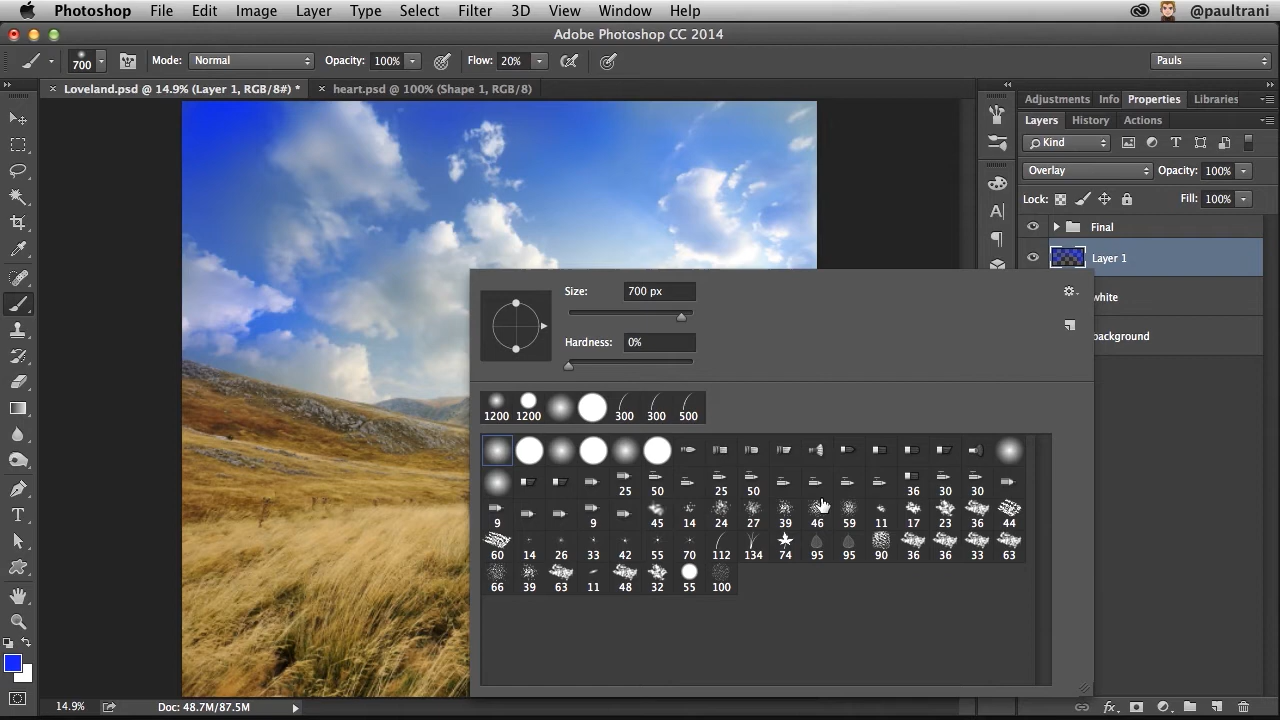 Photoshop File Edit Image Layer Type Select Filter 3D View Window Help @paultrani
Adobe Photoshop CC 2014
700 Mode: Normal Opacity: 100% Flow: 20% Pauls
× Loveland.psd @ 14.9% (Layer 1, RGB/8#) * × heart.psd @ 100% (Shape 1, RGB/8)
Adjustments Info Properties Libraries
Layers History Actions
Kind
Overlay Opacity: 100%
Lock: Fill: 100%
Final
Layer 1
white
background
Size: 700 px
Hardness: 0%
1200 1200 300 300 500
25 50 25 50 36 30 30
9 9 45 14 24 27 39 46 59 11 17 23 36 44
60 14 26 33 42 55 70 112 134 74 95 95 90 36 36 33 63
66 39 63 11 48 32 55 100
14.9% Doc: 48.7M/87.5M fx